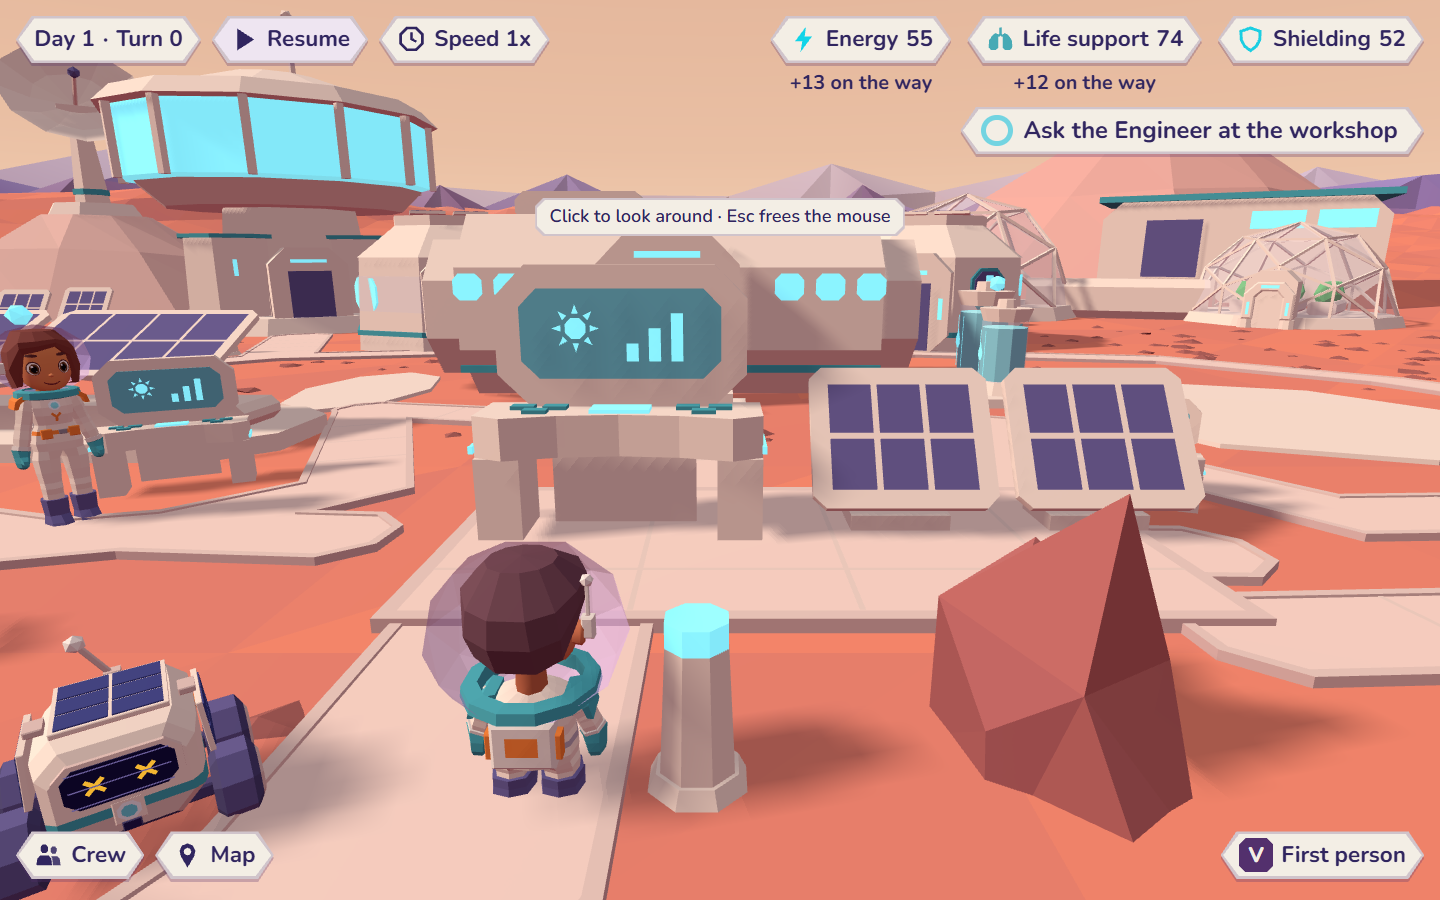 Day 1 · Turn 0
Resume
Speed 1x
Energy 55
Life support 74
Shielding 52
+13 on the way
+12 on the way
Ask the Engineer at the workshop
Click to look around · Esc frees the mouse
Crew
Map
V First person